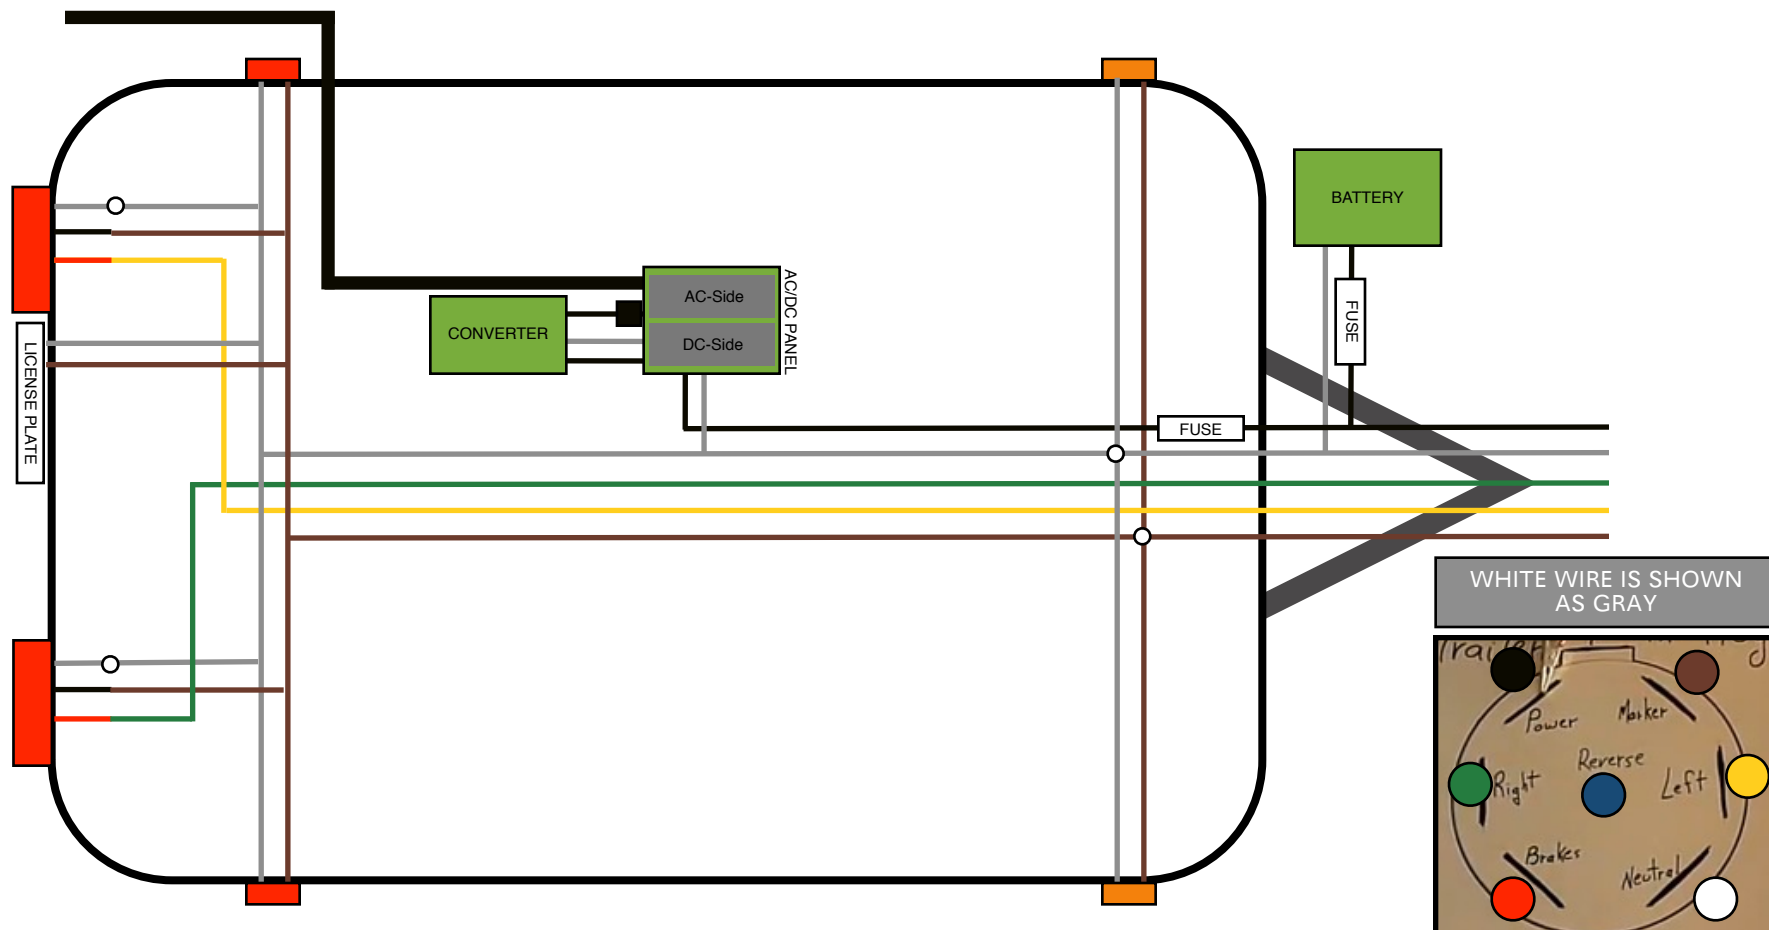 BATTERY
AC-Side
AC/DC PANEL
CONVERTER
DC-Side
FUSE
LICENSE PLATE
FUSE
WHITE WIRE IS SHOWN
AS GRAY
Trailer
Power
Marker
Reverse
Right
Left
Brakes
Neutral